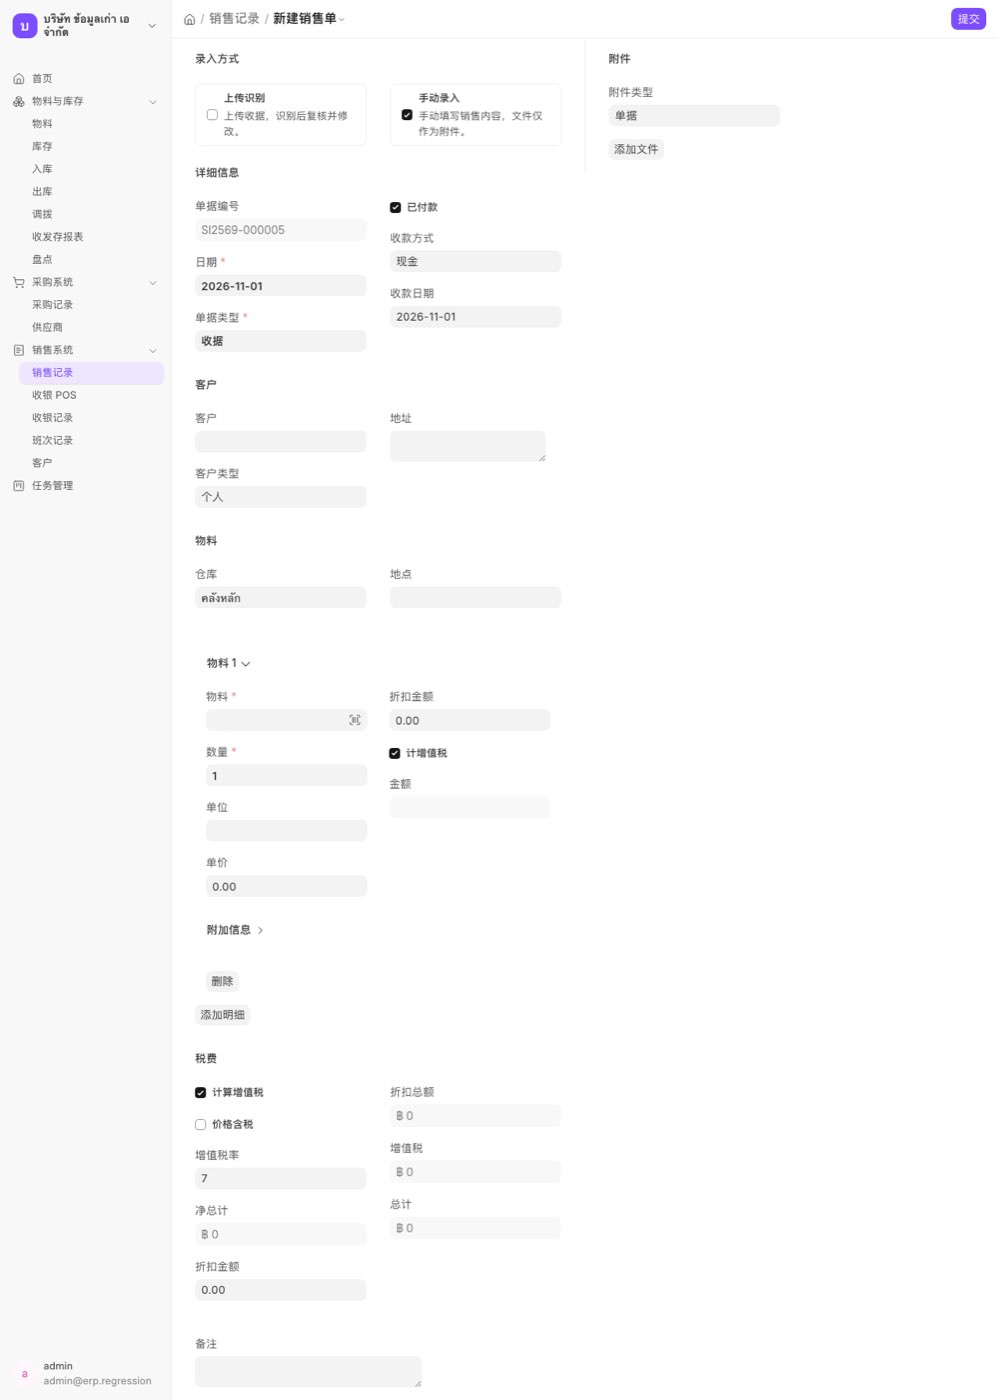 บ
บริษัท ข้อมูลเก่า เอ
จำกัด
首页
物料与库存
物料
库存
入库
出库
调拨
收发存报表
盘点
采购系统
采购记录
供应商
销售系统
销售记录
收银 POS
收银记录
班次记录
客户
任务管理
a
admin
admin@erp.regression
/ 销售记录 / 新建销售单
提交
录入方式
上传识别
上传收据，识别后复核并修
改。
手动录入
手动填写销售内容，文件仅
作为附件。
详细信息
单据编号
SI2569-000005
日期 *
2026-11-01
单据类型 *
收据
已付款
收款方式
现金
收款日期
2026-11-01
客户
客户
客户类型
个人
地址
物料
仓库
คลังหลัก
地点
物料 1
物料 *
数量 *
1
单位
单价
0.00
折扣金额
0.00
计增值税
金额
附加信息
删除
添加明细
税费
计算增值税
价格含税
增值税率
7
净总计
฿ 0
折扣金额
0.00
折扣总额
฿ 0
增值税
฿ 0
总计
฿ 0
备注
附件
附件类型
单据
添加文件